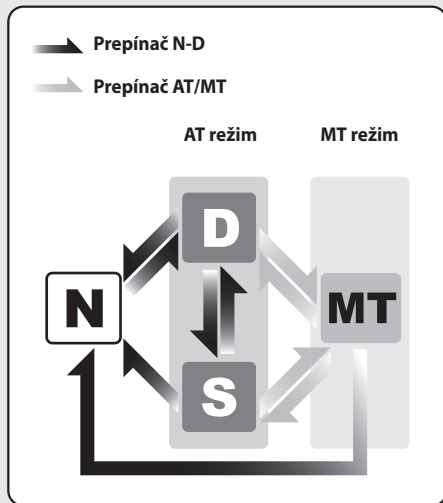 Prepínač N-D
Prepínač AT/MT
AT režim MT režim
D
N MT
S